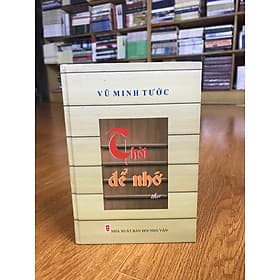 VŨ MINH TƯỚC
Thời
để nhớ
thơ
NHÀ XUẤT BẢN HỘI NHÀ VĂN